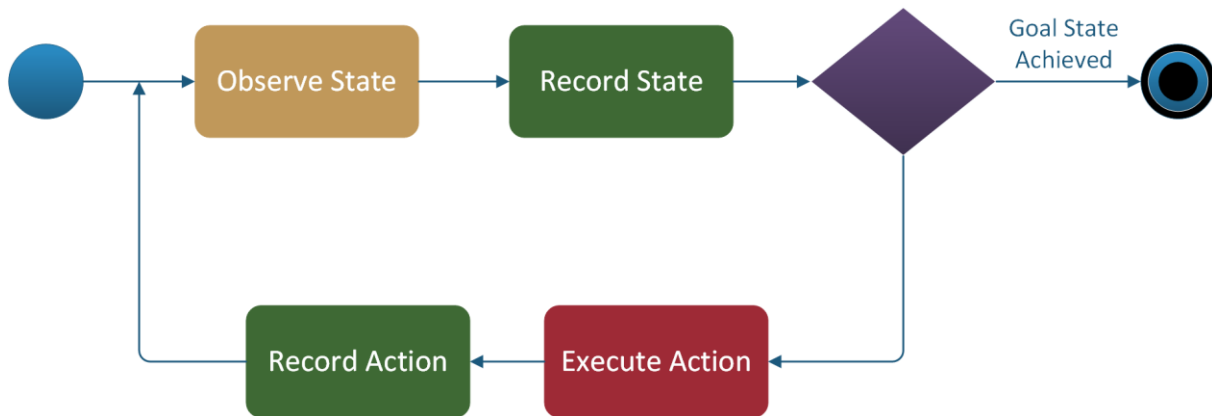 Observe State
Record State
Goal State
Achieved
Record Action
Execute Action